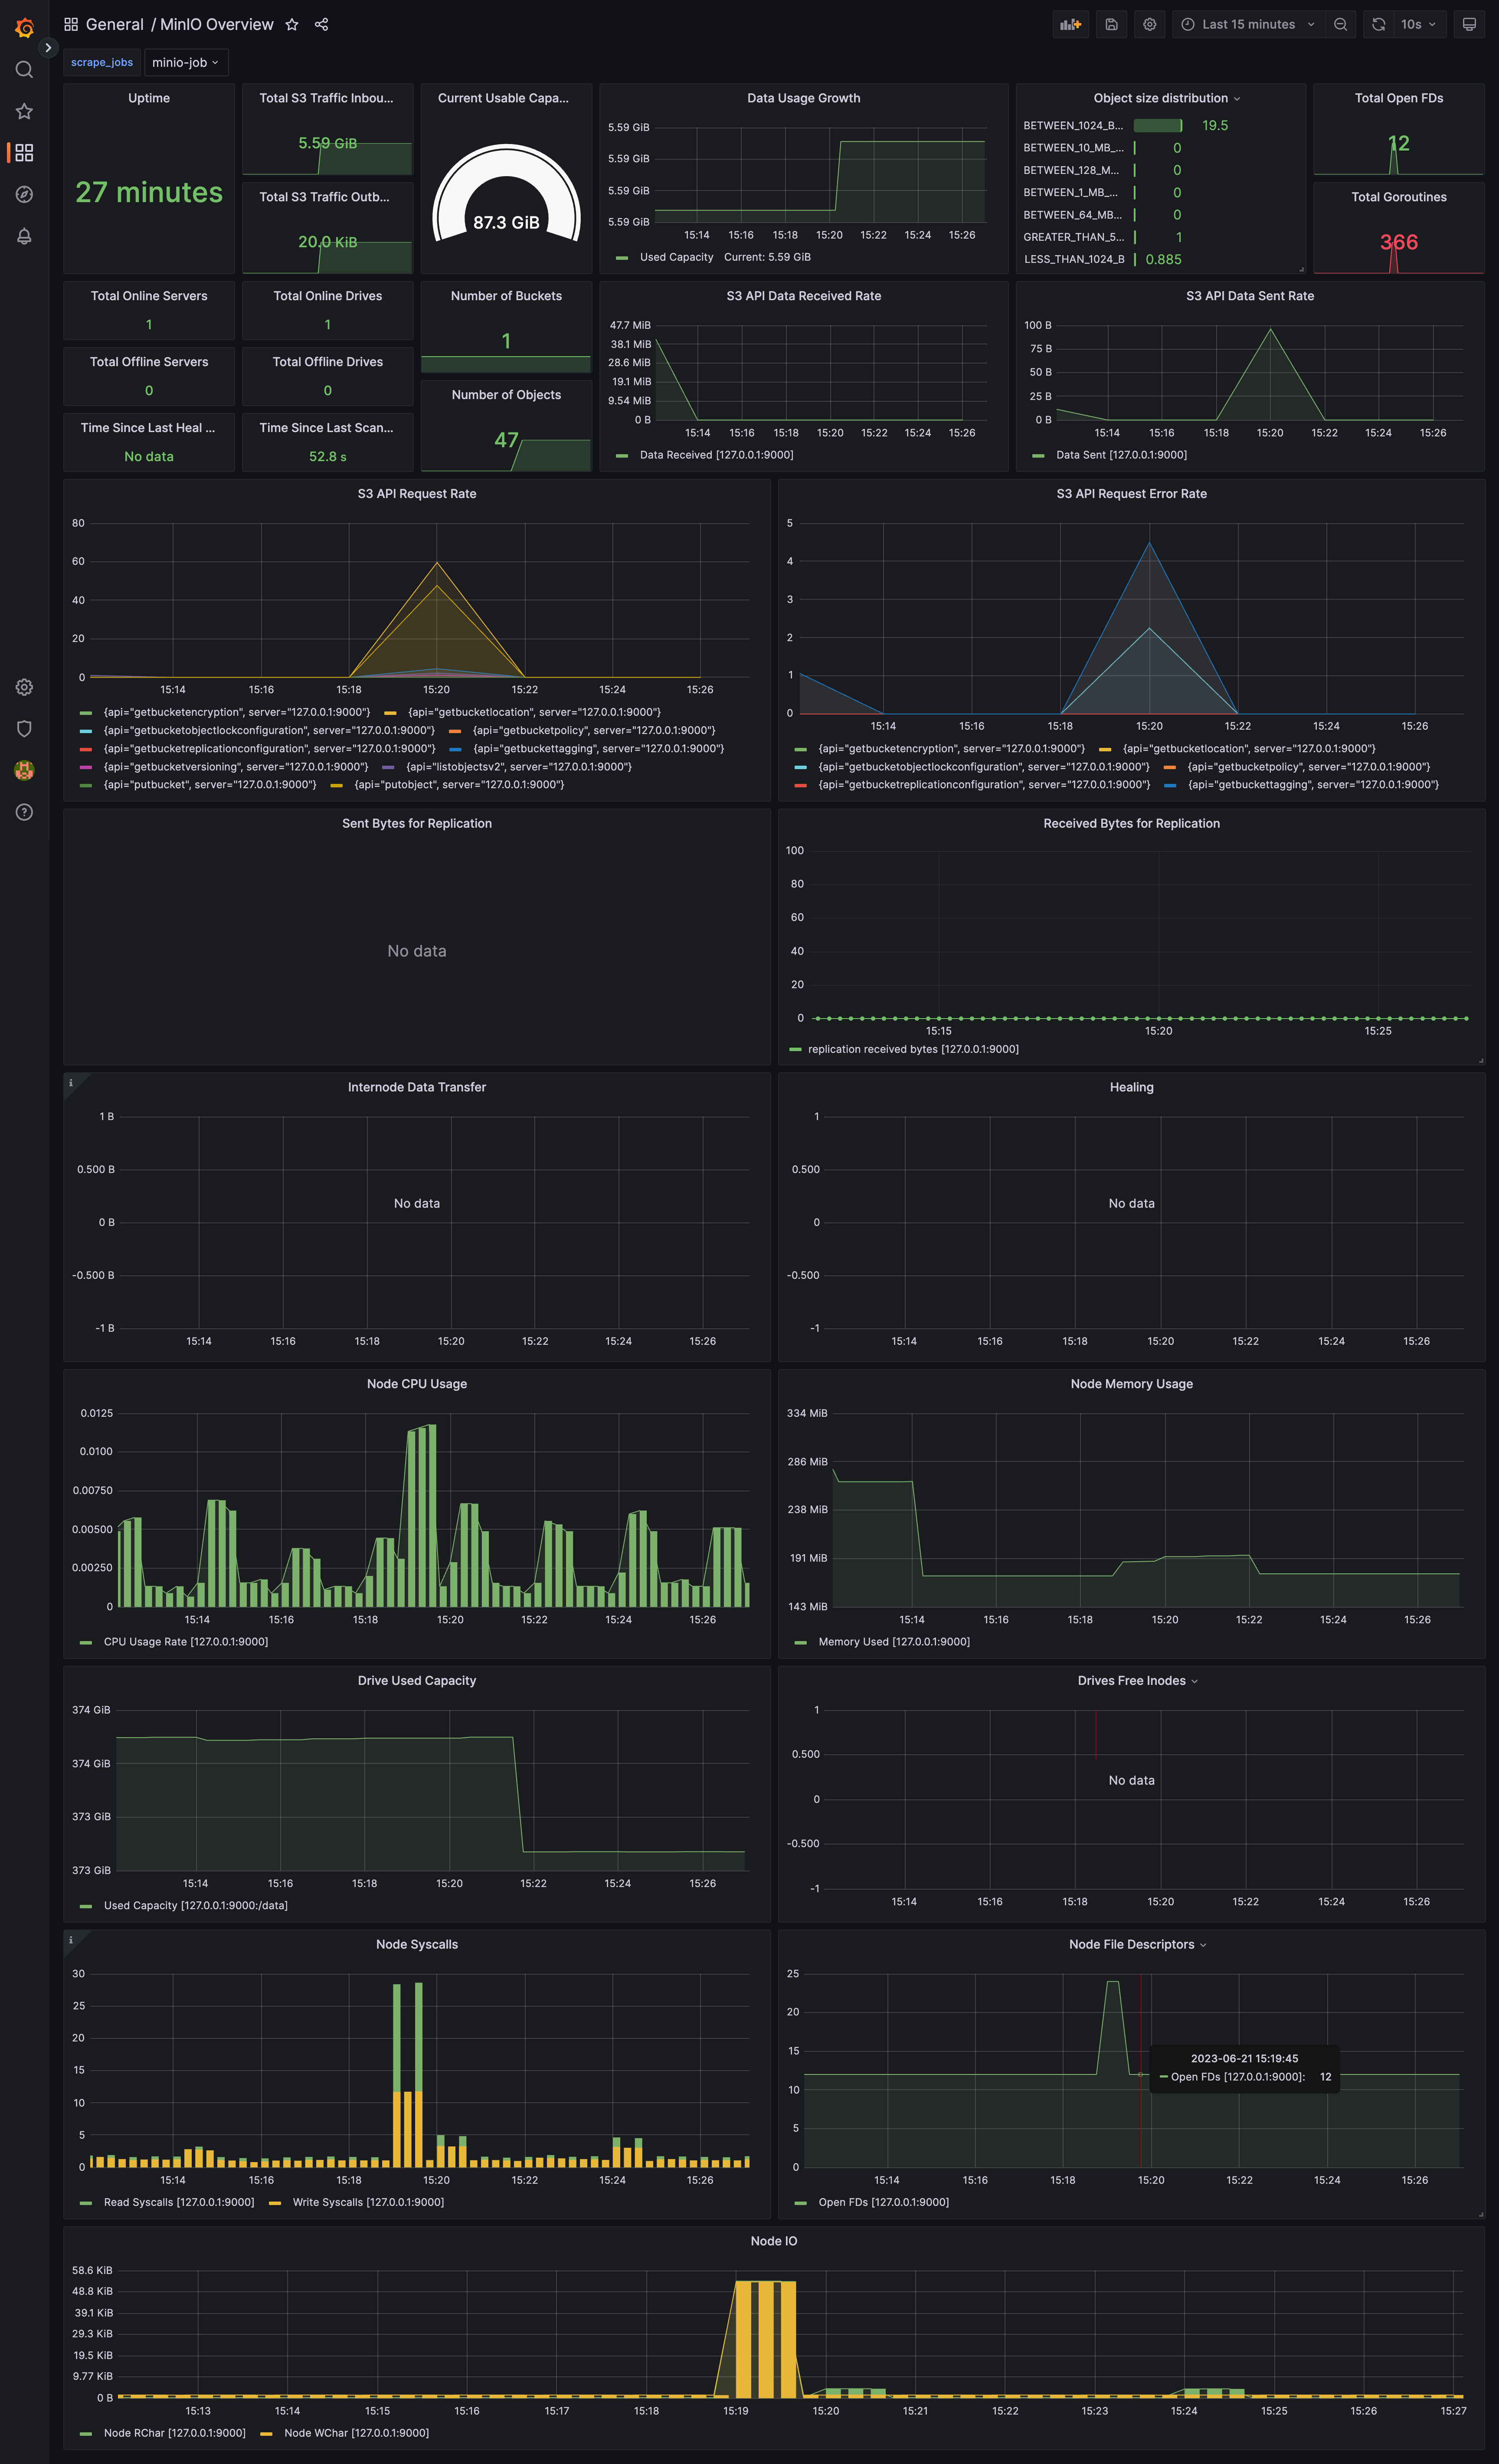 General / MinIO Overview
Last 15 minutes
10s
scrape_jobs
minio-job
Uptime
27 minutes
Total S3 Traffic Inbou...
5.59 GiB
Total S3 Traffic Outb...
20.0 KiB
Current Usable Capa...
87.3 GiB
Data Usage Growth
5.59 GiB
5.59 GiB
5.59 GiB
5.59 GiB
15:14 15:16 15:18 15:20 15:22 15:24 15:26
Used Capacity Current: 5.59 GiB
Object size distribution
BETWEEN_1024_B... 19.5
BETWEEN_10_MB_... 0
BETWEEN_128_M... 0
BETWEEN_1_MB_... 0
BETWEEN_64_MB... 0
GREATER_THAN_5... 1
LESS_THAN_1024_B 0.885
Total Open FDs
12
Total Goroutines
366
Total Online Servers
1
Total Online Drives
1
Total Offline Servers
0
Total Offline Drives
0
Time Since Last Heal ...
No data
Time Since Last Scan...
52.8 s
Number of Buckets
1
Number of Objects
47
S3 API Data Received Rate
47.7 MiB
38.1 MiB
28.6 MiB
19.1 MiB
9.54 MiB
0 B
15:14 15:16 15:18 15:20 15:22 15:24 15:26
Data Received [127.0.0.1:9000]
S3 API Data Sent Rate
100 B
75 B
50 B
25 B
0 B
15:14 15:16 15:18 15:20 15:22 15:24 15:26
Data Sent [127.0.0.1:9000]
S3 API Request Rate
80
60
40
20
0
15:14 15:16 15:18 15:20 15:22 15:24 15:26
{api="getbucketencryption", server="127.0.0.1:9000"} {api="getbucketlocation", server="127.0.0.1:9000"}
{api="getbucketobjectlockconfiguration", server="127.0.0.1:9000"} {api="getbucketpolicy", server="127.0.0.1:9000"}
{api="getbucketreplicationconfiguration", server="127.0.0.1:9000"} {api="getbuckettagging", server="127.0.0.1:9000"}
{api="getbucketversioning", server="127.0.0.1:9000"} {api="listobjectsv2", server="127.0.0.1:9000"}
{api="putbucket", server="127.0.0.1:9000"} {api="putobject", server="127.0.0.1:9000"}
S3 API Request Error Rate
5
4
3
2
1
0
15:14 15:16 15:18 15:20 15:22 15:24 15:26
{api="getbucketencryption", server="127.0.0.1:9000"} {api="getbucketlocation", server="127.0.0.1:9000"}
{api="getbucketobjectlockconfiguration", server="127.0.0.1:9000"} {api="getbucketpolicy", server="127.0.0.1:9000"}
{api="getbucketreplicationconfiguration", server="127.0.0.1:9000"} {api="getbuckettagging", server="127.0.0.1:9000"}
Sent Bytes for Replication
No data
Received Bytes for Replication
100
80
60
40
20
0
15:15 15:20 15:25
replication received bytes [127.0.0.1:9000]
Internode Data Transfer
1 B
0.500 B
No data
0 B
-0.500 B
-1 B
15:14 15:16 15:18 15:20 15:22 15:24 15:26
Healing
1
0.500
No data
0
-0.500
-1
15:14 15:16 15:18 15:20 15:22 15:24 15:26
Node CPU Usage
0.0125
0.0100
0.00750
0.00500
0.00250
0
15:14 15:16 15:18 15:20 15:22 15:24 15:26
CPU Usage Rate [127.0.0.1:9000]
Node Memory Usage
334 MiB
286 MiB
238 MiB
191 MiB
143 MiB
15:14 15:16 15:18 15:20 15:22 15:24 15:26
Memory Used [127.0.0.1:9000]
Drive Used Capacity
374 GiB
374 GiB
373 GiB
373 GiB
15:14 15:16 15:18 15:20 15:22 15:24 15:26
Used Capacity [127.0.0.1:9000:/data]
Drives Free Inodes
1
0.500
No data
0
-0.500
-1
15:14 15:16 15:18 15:20 15:22 15:24 15:26
Node Syscalls
30
25
20
15
10
5
0
15:14 15:16 15:18 15:20 15:22 15:24 15:26
Read Syscalls [127.0.0.1:9000] Write Syscalls [127.0.0.1:9000]
Node File Descriptors
25
20
15
10
5
0
2023-06-21 15:19:45
Open FDs [127.0.0.1:9000]: 12
15:14 15:16 15:18 15:20 15:22 15:24 15:26
Open FDs [127.0.0.1:9000]
Node IO
58.6 KiB
48.8 KiB
39.1 KiB
29.3 KiB
19.5 KiB
9.77 KiB
0 B
15:13 15:14 15:15 15:16 15:17 15:18 15:19 15:20 15:21 15:22 15:23 15:24 15:25 15:26 15:27
Node RChar [127.0.0.1:9000] Node WChar [127.0.0.1:9000]